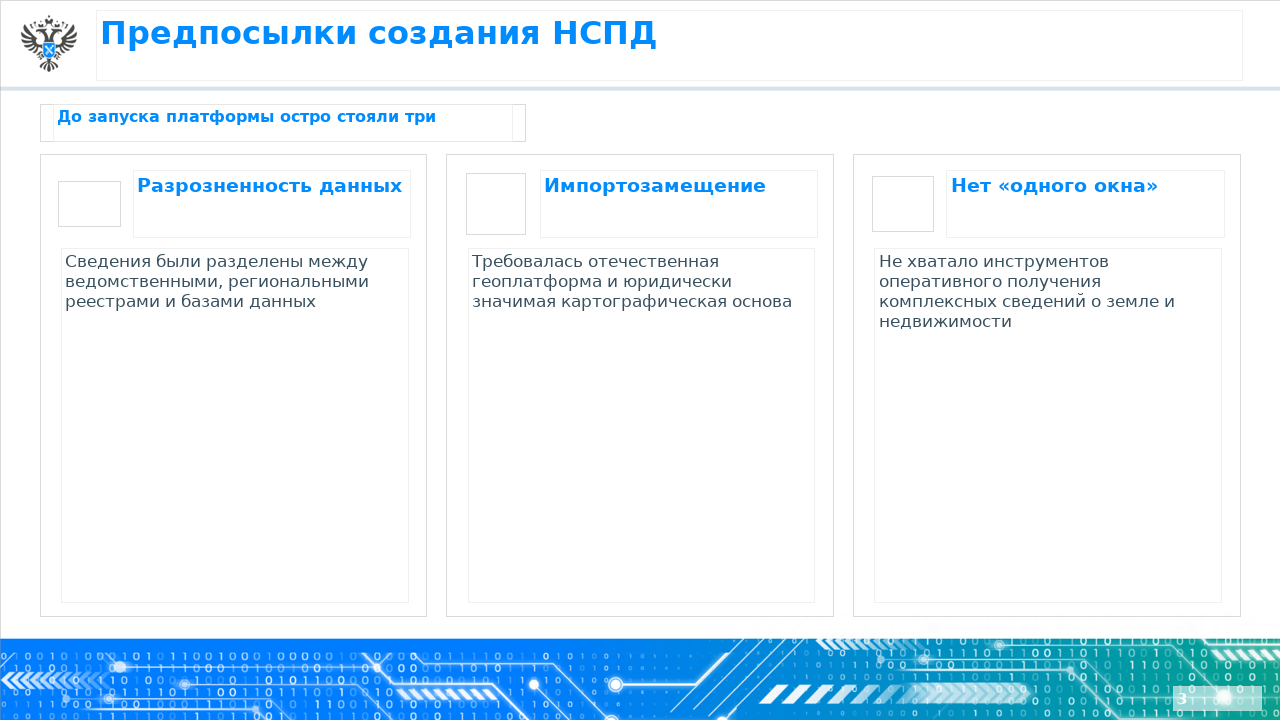 Предпосылки создания НСПД
До запуска платформы остро стояли три
Разрозненность данных
Сведения были разделены между
ведомственными, региональными
реестрами и базами данных
Импортозамещение
Требовалась отечественная
геоплатформа и юридически
значимая картографическая основа
Нет «одного окна»
Не хватало инструментов
оперативного получения
комплексных сведений о земле и
недвижимости
3